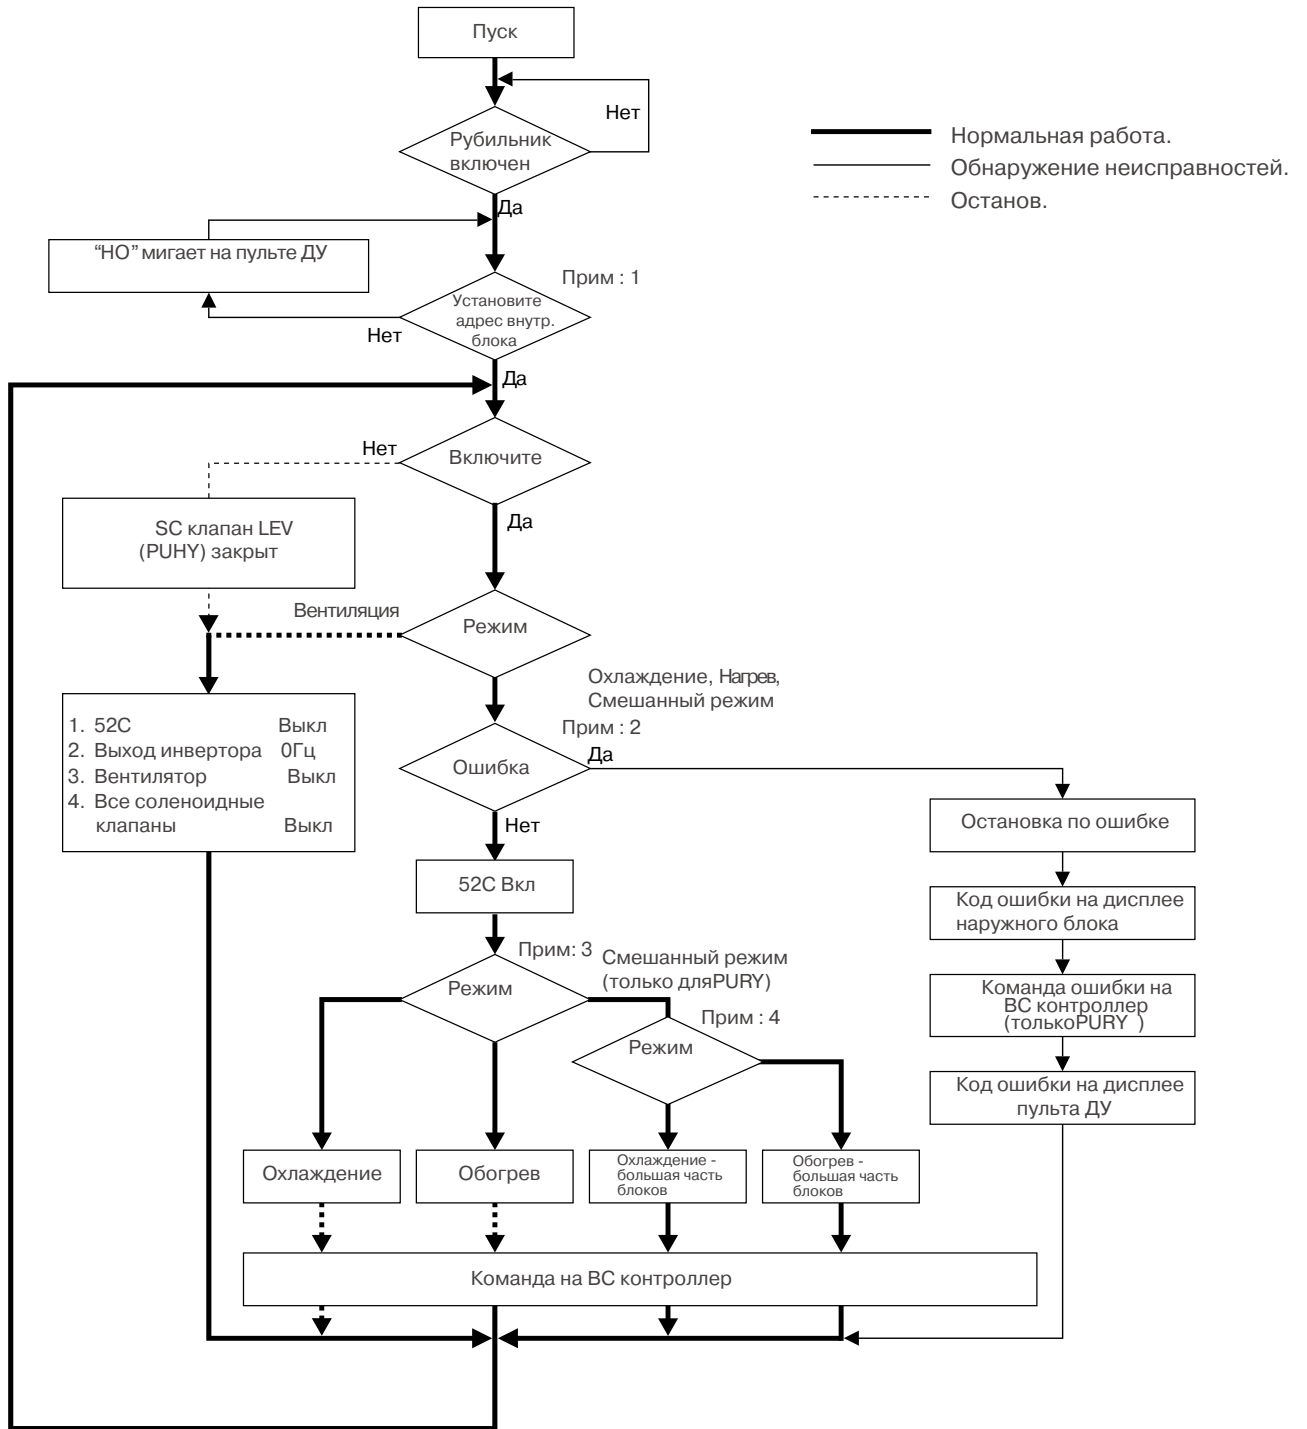 Пуск
Нет
Рубильник
включен
Нормальная работа.
Обнаружение неисправностей.
Останов.
Да
“НО” мигает на пульте ДУ
Прим : 1
Установите
адрес внутр.
блока
Нет
Да
Нет
Включите
Да
SC клапан LEV
(PUHY) закрыт
Вентиляция
Режим
Охлаждение, Нагрев,
Смешанный режим
Прим : 2
1. 52C Выкл
2. Выход инвертора 0Гц
3. Вентилятор Выкл
4. Все соленоидные
клапаны Выкл
Ошибка
Да
Нет
Остановка по ошибке
52C Вкл
Код ошибки на дисплее
наружного блока
Прим: 3
Смешанный режим
(только дляPURY)
Режим
Команда ошибки на
BC контроллер
(толькоPURY )
Прим : 4
Режим
Код ошибки на дисплее
пульта ДУ
Охлаждение
Обогрев
Охлаждение -
большая часть
блоков
Обогрев -
большая часть
блоков
Команда на BC контроллер